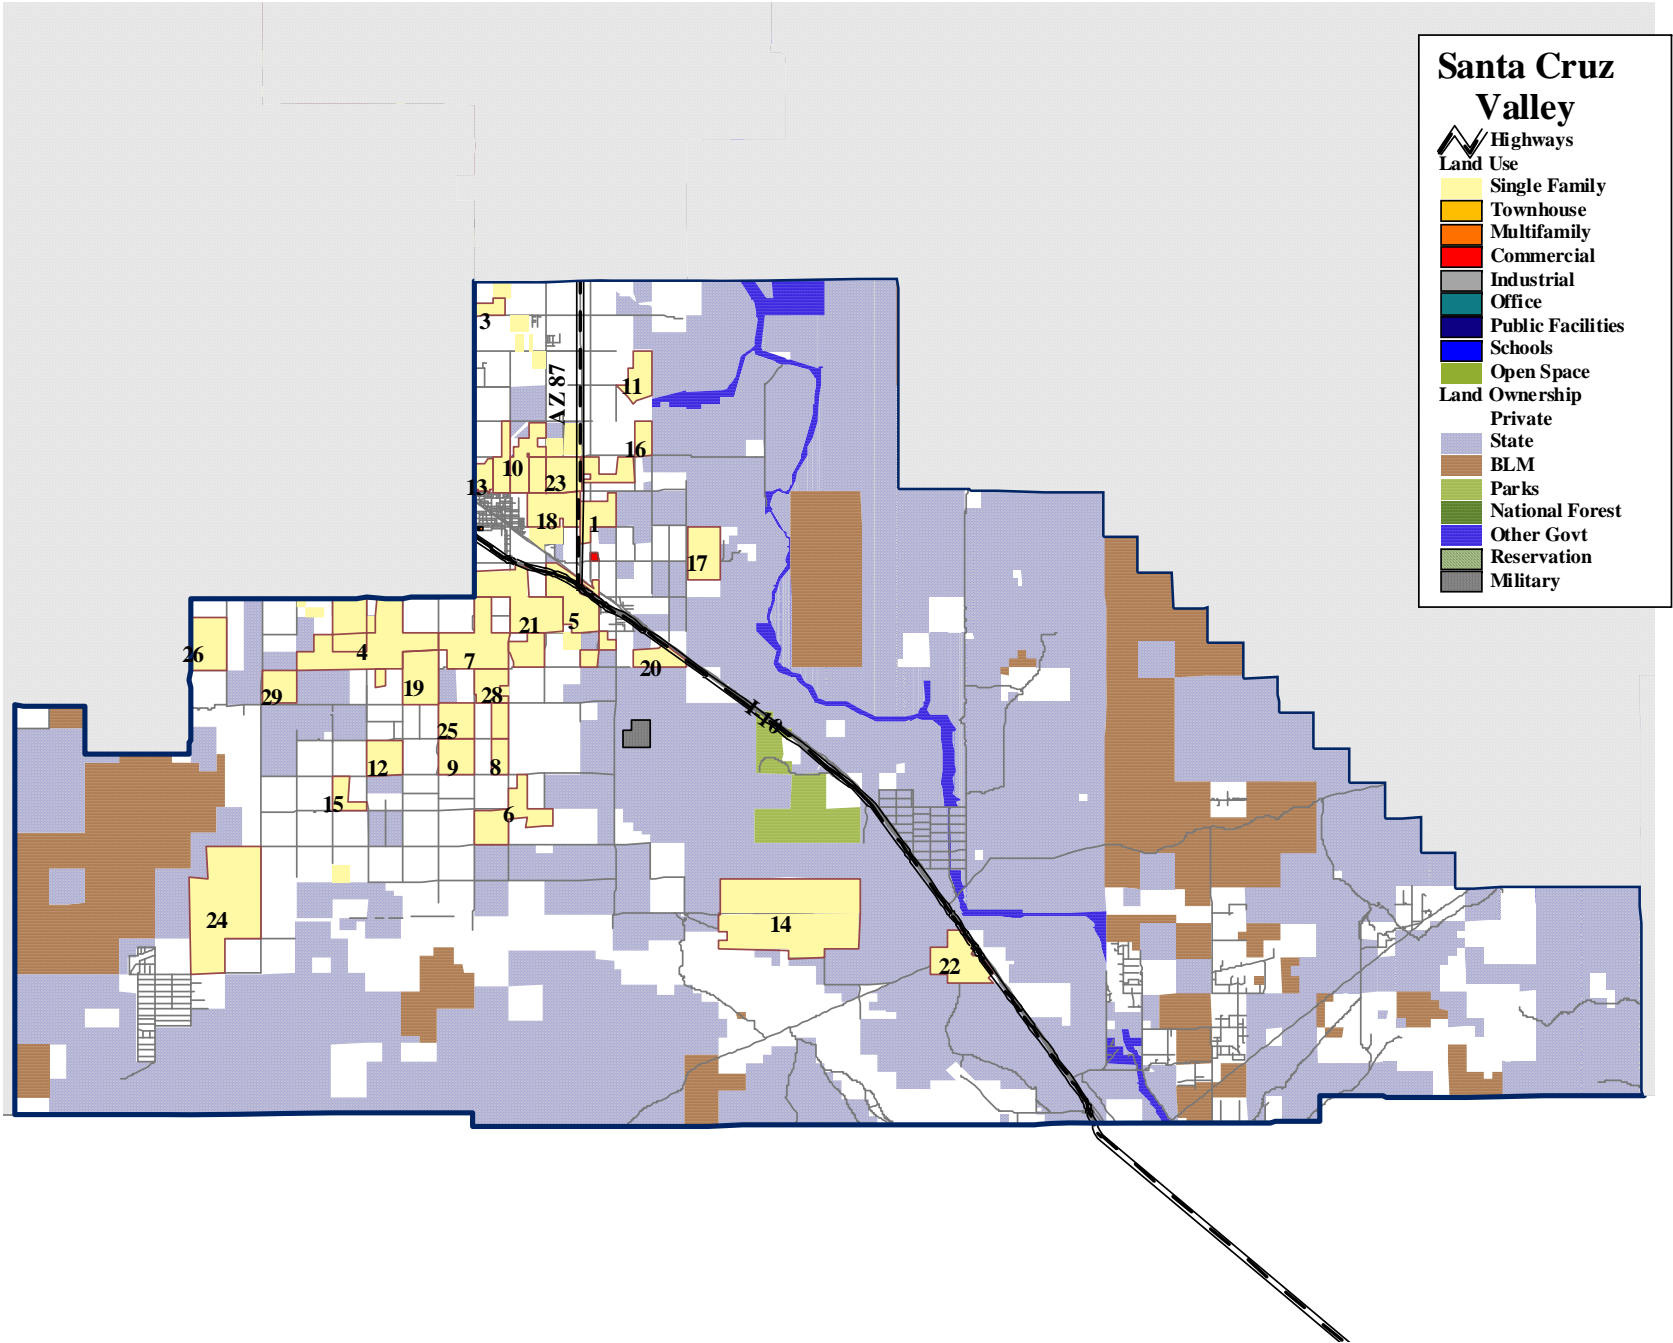 Santa Cruz
Valley
Highways
Land Use
Single Family
Townhouse
Multifamily
Commercial
Industrial
Office
Public Facilities
Schools
Open Space
Land Ownership
Private
State
BLM
Parks
National Forest
Other Govt
Reservation
Military
3
AZ 87
11
16
10
13
23
18
1
17
21
5
26
4
7
20
29
19
28
25
I-10
12
9
8
15
6
24
14
22